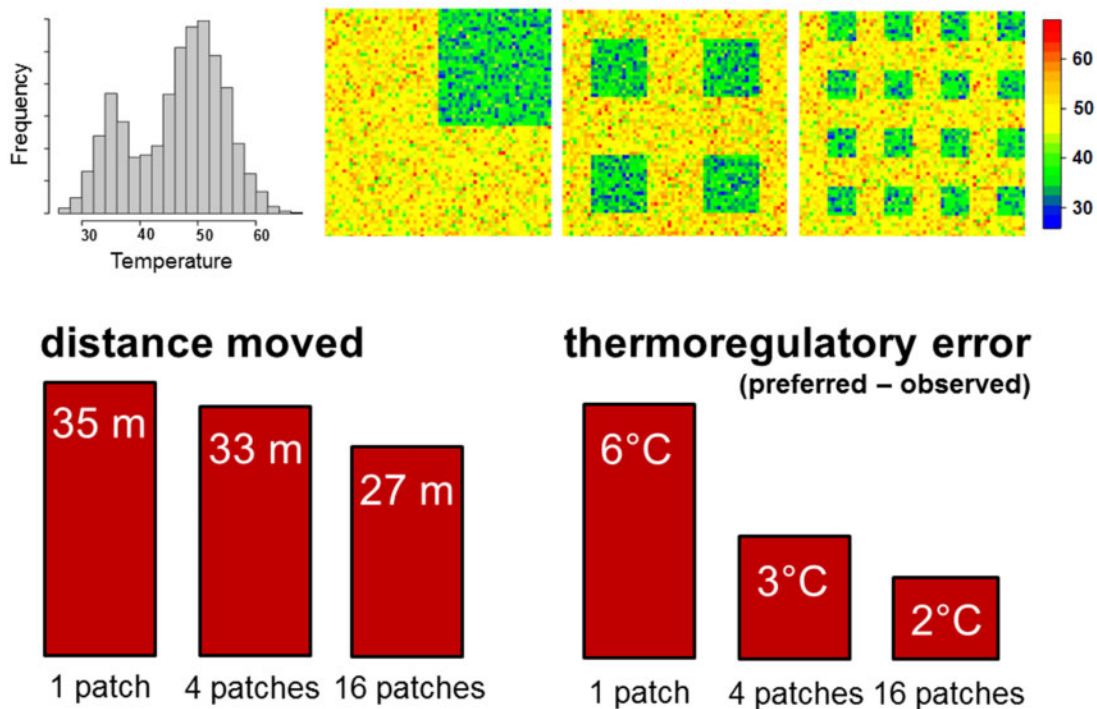 Frequency
30 40 50 60
Temperature
60
50
40
30
distance moved
35 m
33 m
27 m
1 patch 4 patches 16 patches
thermoregulatory error
(preferred – observed)
6°C
3°C
2°C
1 patch 4 patches 16 patches